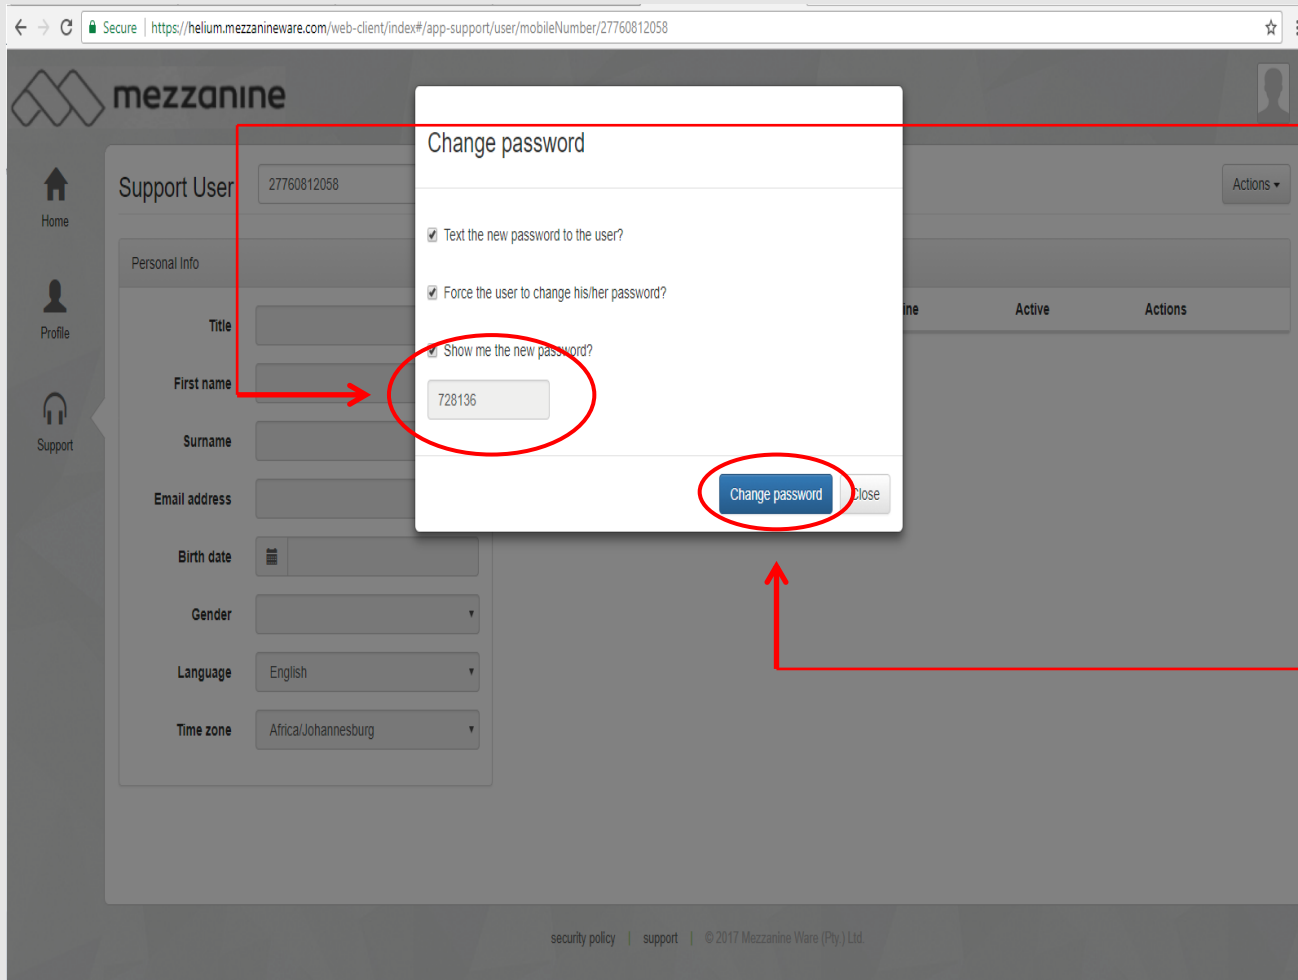 Secure | https://helium.mezzanineware.com/web-client/index#/app-support/user/mobileNumber/27760812058
mezzanine
Change password
Support User 27760812058
Actions
Home
Text the new password to the user?
Personal Info
Force the user to change his/her password?
ine Active Actions
Title
Profile
Show me the new password?
First name
728136
Surname
Support
Email address
Change password Close
Birth date
Gender
Language English
Time zone Africa/Johannesburg
security policy | support | © 2017 Mezzanine Ware (Pty.) Ltd.